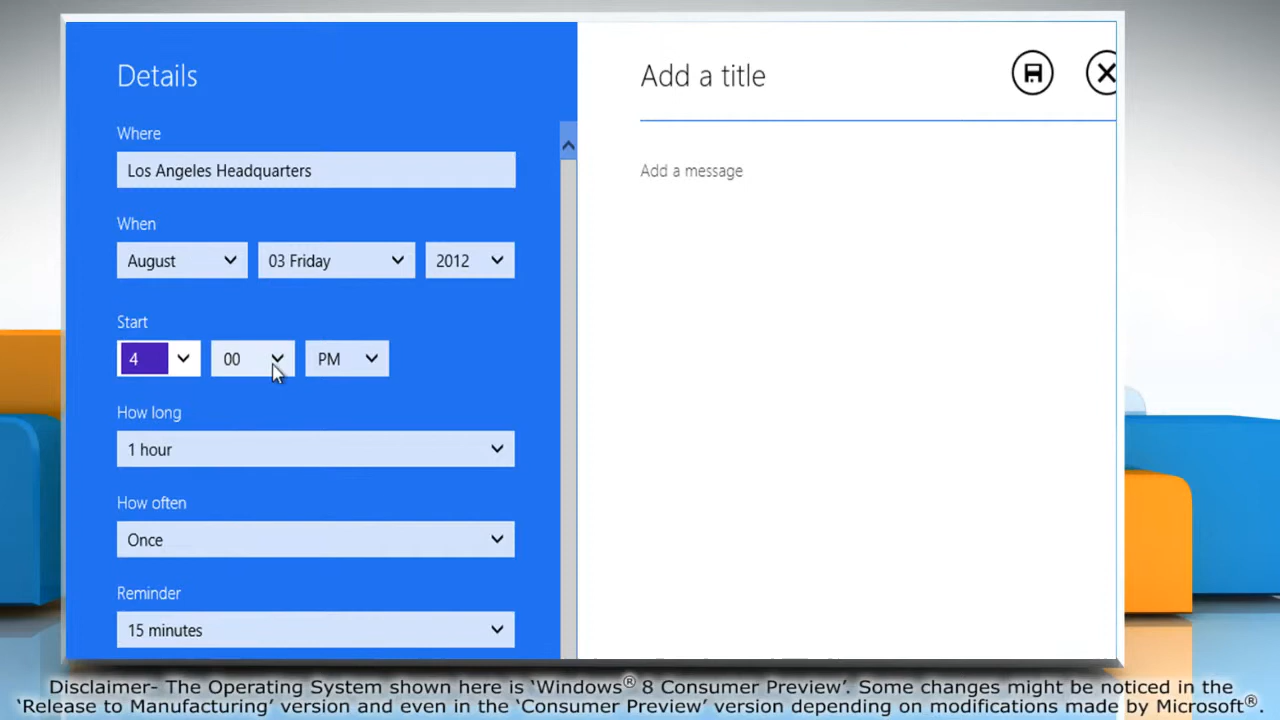 Details
Where
Los Angeles Headquarters
When
August 03 Friday 2012
Start
4 00 PM
How long
1 hour
How often
Once
Reminder
15 minutes
Add a title
Add a message
Disclaimer- The Operating System shown here is ‘Windows® 8 Consumer Preview’. Some changes might be noticed in the
‘Release to Manufacturing’ version and even in the ‘Consumer Preview’ version depending on modifications made by Microsoft®.